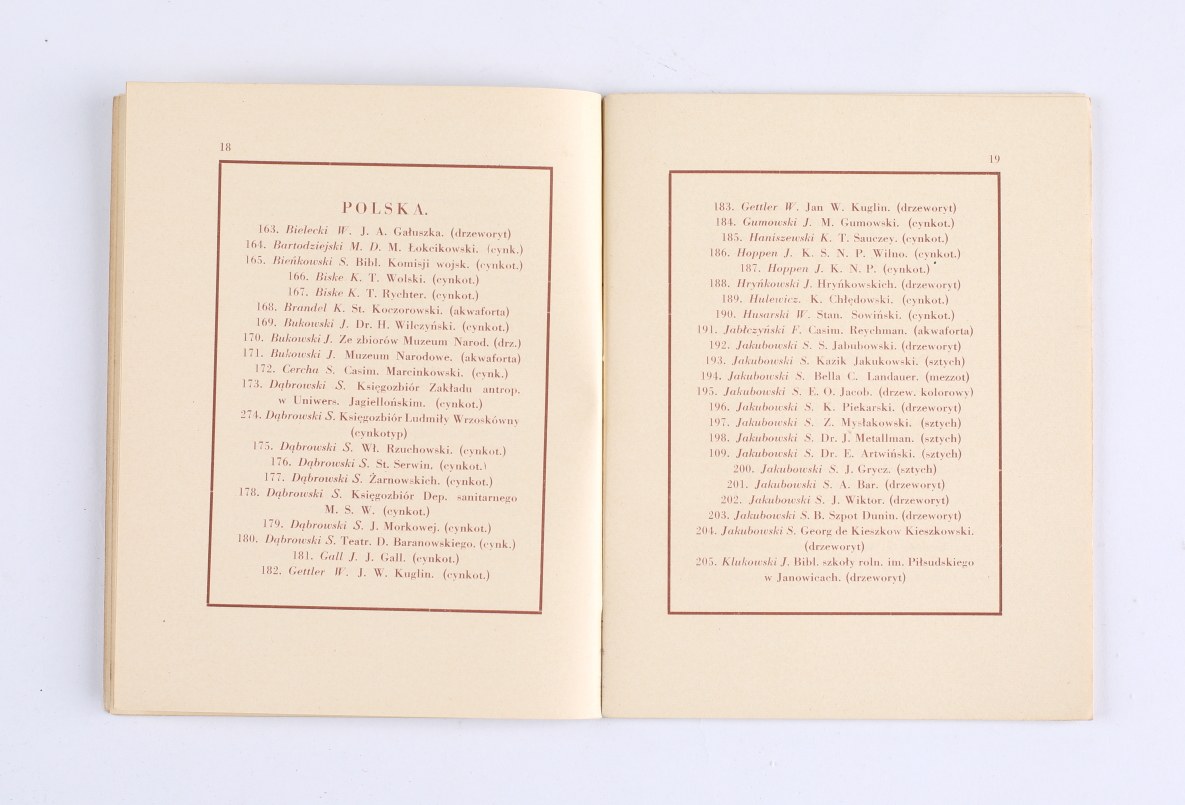 18
POLSKA.
163. Bielecki W. J. A. Gałuszka. (drzeworyt)
164. Bartodziejski M. D. M. Łokcikowski. (cynk.)
165. Bieńkowski S. Bibl. Komisji wojsk. (cynkot.)
166. Biske K. T. Wolski. (cynkot.)
167. Biske K. T. Rychter. (cynkot.)
168. Brandel K. St. Koczorowski. (akwaforta)
169. Bukowski J. Dr. H. Wilczyński. (cynkot.)
170. Bukowski J. Ze zbiorów Muzeum Narod. (drz.)
171. Bukowski J. Muzeum Narodowe. (akwaforta)
172. Cercha S. Casim. Marcinkowski. (cynk.)
173. Dąbrowski S. Księgozbiór Zakładu antrop.
w Uniwers. Jagiellońskim. (cynkot.)
274. Dąbrowski S. Księgozbiór Ludmiły Wrzoskówny
(cynkotyp)
175. Dąbrowski S. Wł. Rzuchowski. (cynkot.)
176. Dąbrowski S. St. Serwin. (cynkot.)
177. Dąbrowski S. Żarnowskich. (cynkot.)
178. Dąbrowski S. Księgozbiór Dep. sanitarnego
M. S. W. (cynkot.)
179. Dąbrowski S. J. Morkowej. (cynkot.)
180. Dąbrowski S. Teatr. D. Baranowskiego. (cynk.)
181. Gall J. J. Gall. (cynkot.)
182. Gettler W. J. W. Kuglin. (cynkot.)
19
183. Gettler W. Jan W. Kuglin. (drzeworyt)
184. Gumowski J. M. Gumowski. (cynkot.)
185. Haniszewski K. T. Sauczey. (cynkot.)
186. Hoppen J. K. S. N. P. Wilno. (cynkot.)
187. Hoppen J. K. N. P. (cynkot.)
188. Hryńkowski J. Hryńkowskich. (drzeworyt)
189. Hulewicz. K. Chłędowski. (cynkot.)
190. Husarski W. Stan. Sowiński. (cynkot.)
191. Jabłczyński F. Casim. Reychman. (akwaforta)
192. Jakubowski S. S. Jabubowski. (drzeworyt)
193. Jakubowski S. Kazik Jakukowski. (sztych)
194. Jakubowski S. Bella C. Landauer. (mezzot)
195. Jakubowski S. E. O. Jacob. (drzew. kolorowy)
196. Jakubowski S. K. Piekarski. (drzeworyt)
197. Jakubowski S. Z. Mysłakowski. (sztych)
198. Jakubowski S. Dr. J. Metallman. (sztych)
109. Jakubowski S. Dr. E. Artwiński. (sztych)
200. Jakubowski S. J. Grycz. (sztych)
201. Jakubowski S. A. Bar. (drzeworyt)
202. Jakubowski S. J. Wiktor. (drzeworyt)
203. Jakubowski S. B. Szpot Dunin. (drzeworyt)
204. Jakubowski S. Georg de Kieszkow Kieszkowski.
(drzeworyt)
205. Klukowski J. Bibl. szkoły roln. im. Piłsudskiego
w Janowicach. (drzeworyt)